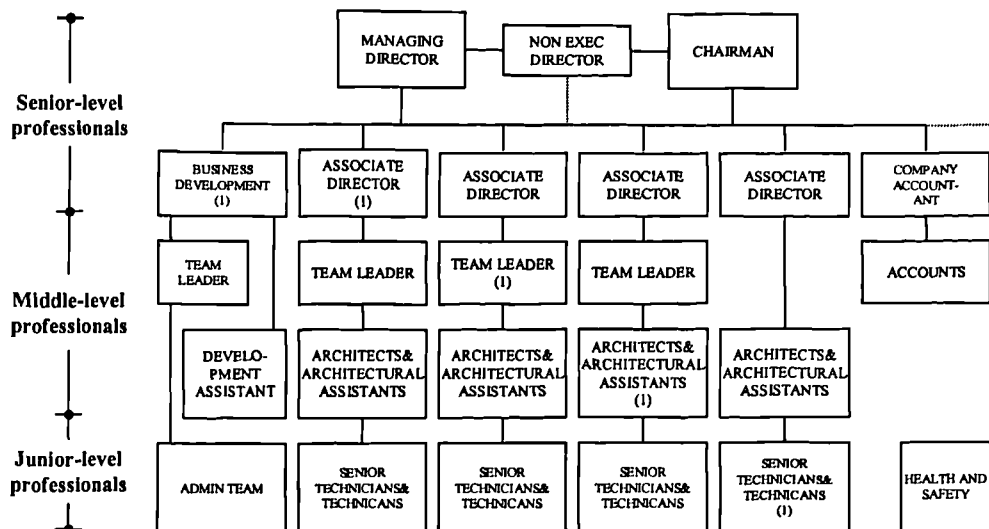 MANAGING
DIRECTOR
NON EXEC
DIRECTOR
CHAIRMAN
Senior-level
professionals
BUSINESS
DEVELOPMENT
(1)
ASSOCIATE
DIRECTOR
(1)
ASSOCIATE
DIRECTOR
ASSOCIATE
DIRECTOR
ASSOCIATE
DIRECTOR
COMPANY
ACCOUNT-
ANT
Middle-level
professionals
TEAM
LEADER
TEAM LEADER
TEAM LEADER
(1)
TEAM LEADER
ACCOUNTS
DEVELO-
PMENT
ASSISTANT
ARCHITECTS&
ARCHITECTURAL
ASSISTANTS
ARCHITECTS&
ARCHITECTURAL
ASSISTANTS
ARCHITECTS&
ARCHITECTURAL
ASSISTANTS
(1)
ARCHITECTS&
ARCHITECTURAL
ASSISTANTS
Junior-level
professionals
ADMIN TEAM
SENIOR
TECHNICIANS&
TECHNICANS
SENIOR
TECHNICIANS&
TECHNICANS
SENIOR
TECHNICIANS&
TECHNICANS
SENIOR
TECHNICIANS&
TECHNICANS
(1)
HEALTH AND
SAFETY